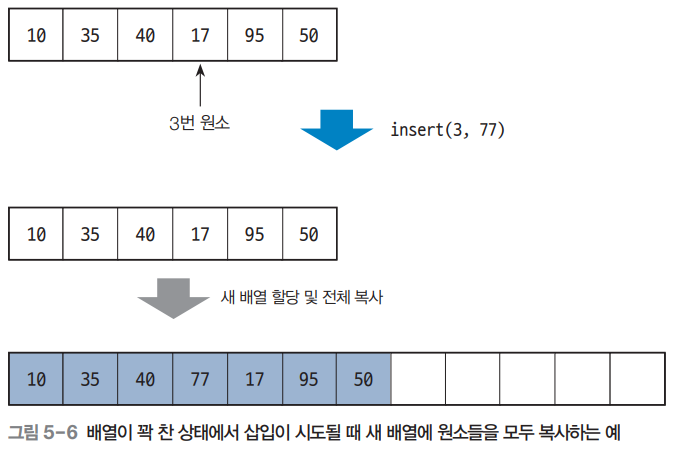 10 35 40 17 95 50
3번 원소
insert(3, 77)
10 35 40 17 95 50
새 배열 할당 및 전체 복사
10 35 40 77 17 95 50
그림 5-6 배열이 꽉 찬 상태에서 삽입이 시도될 때 새 배열에 원소들을 모두 복사하는 예